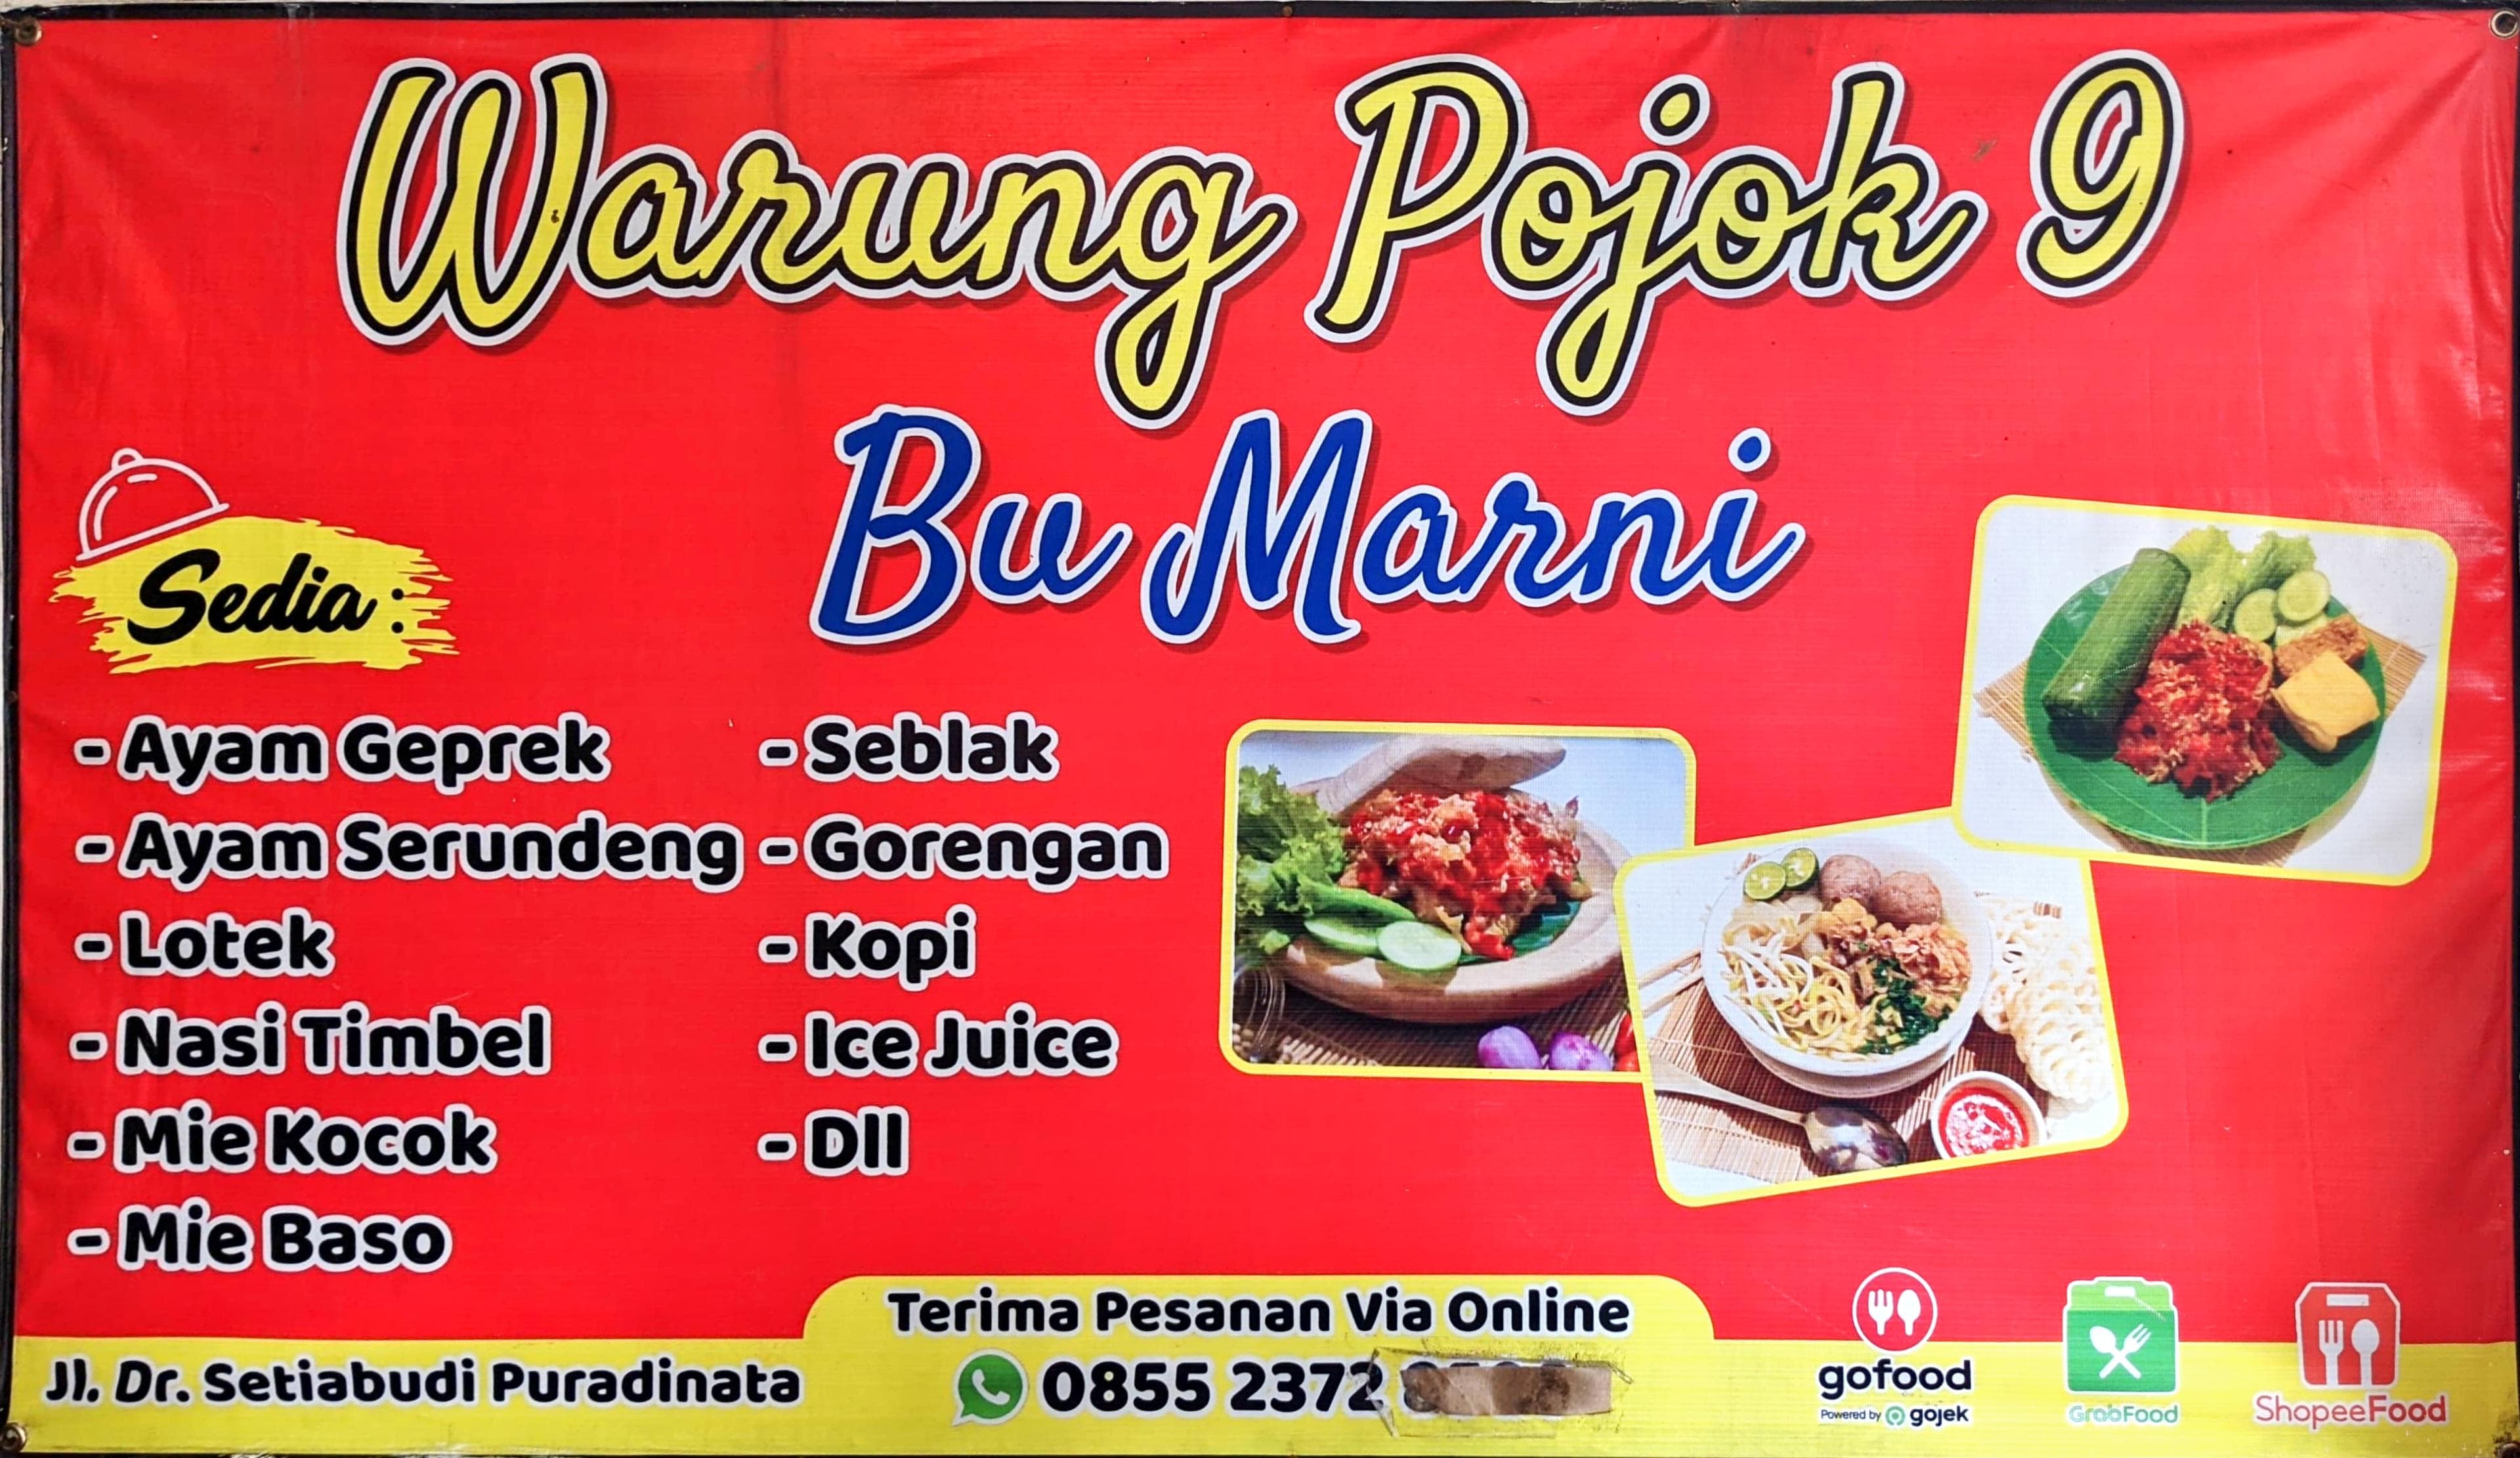 Warung Pojok 9
Bu Marni
Sedia :
- Ayam Geprek
- Ayam Serundeng
- Lotek
- Nasi Timbel
- Mie Kocok
- Mie Baso
- Seblak
- Gorengan
- Kopi
- Ice Juice
- Dll
Terima Pesanan Via Online
0855 2372
Jl. Dr. Setiabudi Puradinata
gofood
Powered by gojek
GrabFood
ShopeeFood